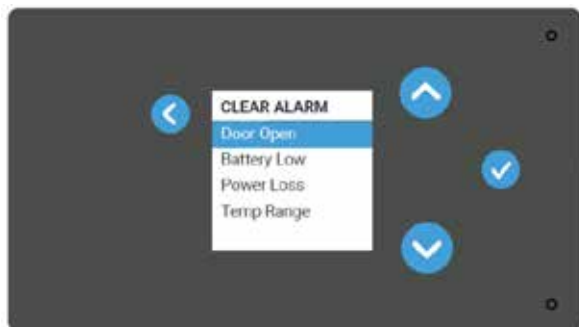 CLEAR ALARM
Door Open
Battery Low
Power Loss
Temp Range